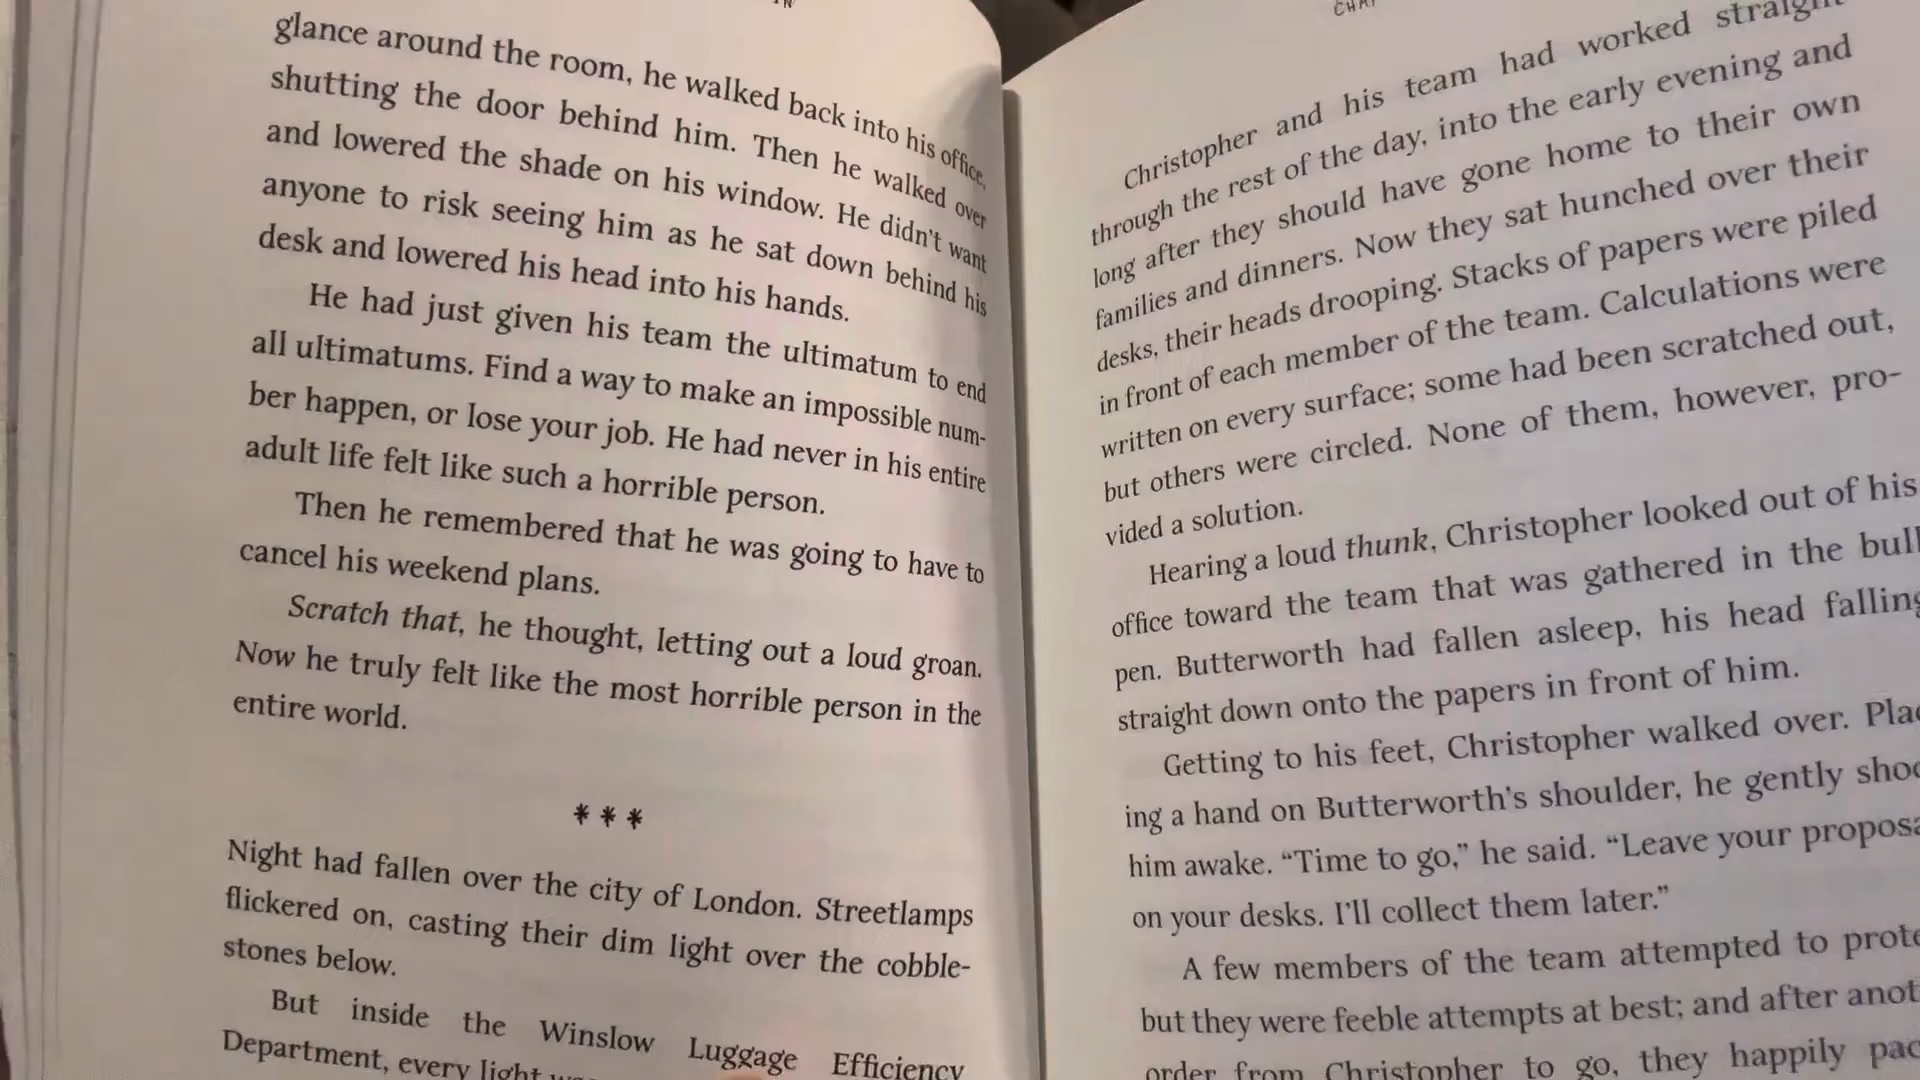 glance around the room, he walked back into his office,
shutting the door behind him. Then he walked over
and lowered the shade on his window. He didn't want
anyone to risk seeing him as he sat down behind his
desk and lowered his head into his hands.
He had just given his team the ultimatum to end
all ultimatums. Find a way to make an impossible num-
ber happen, or lose your job. He had never in his entire
adult life felt like such a horrible person.
Then he remembered that he was going to have to
cancel his weekend plans.
Scratch that, he thought, letting out a loud groan.
Now he truly felt like the most horrible person in the
entire world.
***
Night had fallen over the city of London. Streetlamps
flickered on, casting their dim light over the cobble-
stones below.
But inside the Winslow Luggage Efficiency
Department, every light
Christopher and his team had worked straight
through the rest of the day, into the early evening and
long after they should have gone home to their own
families and dinners. Now they sat hunched over their
desks, their heads drooping. Stacks of papers were piled
in front of each member of the team. Calculations were
written on every surface; some had been scratched out,
but others were circled. None of them, however, pro-
vided a solution.
Hearing a loud thunk, Christopher looked out of his
office toward the team that was gathered in the bull
pen. Butterworth had fallen asleep, his head falling
straight down onto the papers in front of him.
Getting to his feet, Christopher walked over. Plac
ing a hand on Butterworth's shoulder, he gently shoo
him awake. “Time to go,” he said. “Leave your proposa
on your desks. I'll collect them later.”
A few members of the team attempted to prote
but they were feeble attempts at best; and after anot
order from Christopher to go, they happily pac